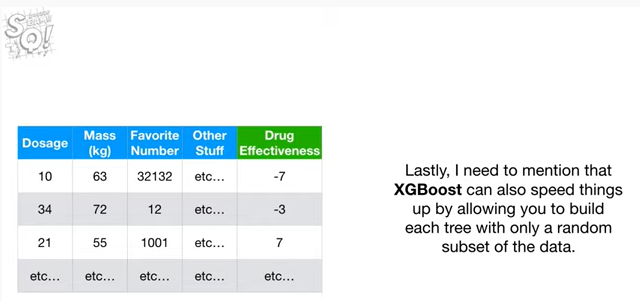 StatQuest!
Dosage Mass (kg) Favorite Number Other Stuff Drug Effectiveness
10 63 32132 etc... -7
34 72 12 etc... -3
21 55 1001 etc... 7
etc... etc... etc... etc... etc...
Lastly, I need to mention that
XGBoost can also speed things
up by allowing you to build
each tree with only a random
subset of the data.